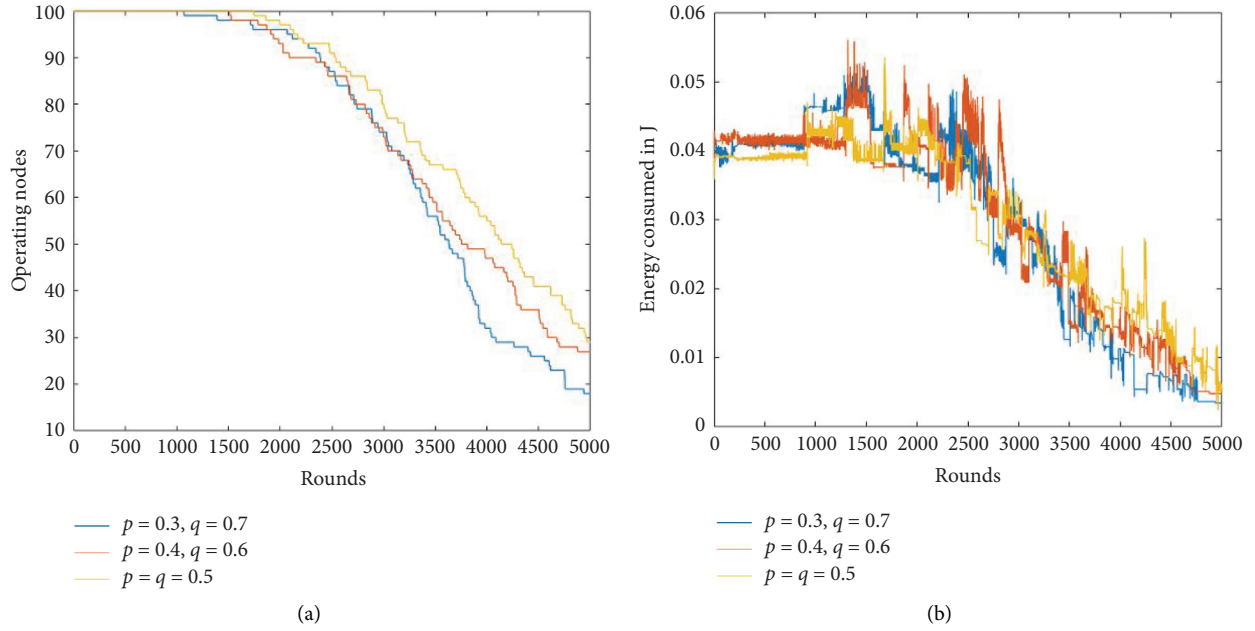 100
90
80
70
60
50
40
30
20
10
Operating nodes
0 500 1000 1500 2000 2500 3000 3500 4000 4500 5000
Rounds
p = 0.3, q = 0.7
p = 0.4, q = 0.6
p = q = 0.5
(a)
0.06
0.05
0.04
0.03
0.02
0.01
0
Energy consumed in J
0 500 1000 1500 2000 2500 3000 3500 4000 4500 5000
Rounds
p = 0.3, q = 0.7
p = 0.4, q = 0.6
p = q = 0.5
(b)